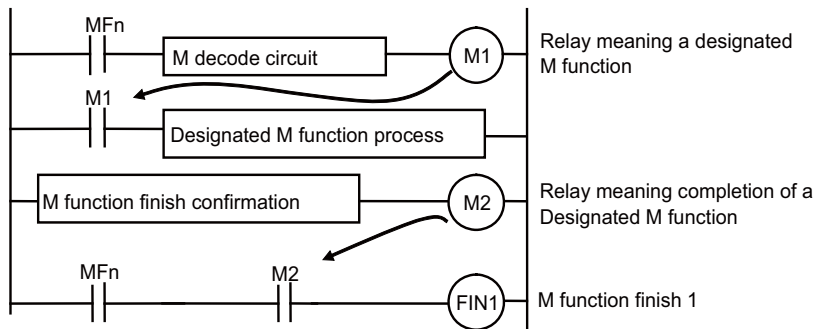 MFn
M decode circuit
M1
Relay meaning a designated
M function
M1
Designated M function process
M function finish confirmation
M2
Relay meaning completion of a
Designated M function
MFn
M2
FIN1
M function finish 1